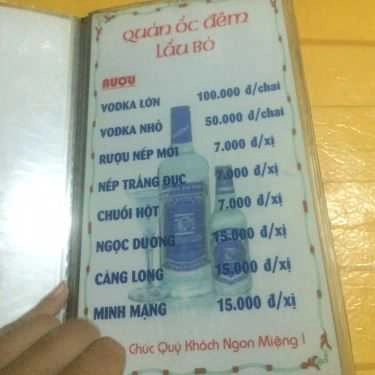 QUÁN ỐC ĐÊM
LẨU BÒ
RƯỢU
VODKA LỚN 100.000 đ/chai
VODKA NHỎ 50.000 đ/chai
RƯỢU NẾP MỚI 7.000 đ/xị
NẾP TRẮNG ĐỤC 7.000 đ/xị
CHUỐI HỘT 7.000 đ/xị
NGỌC DƯƠNG 15.000 đ/xị
CÀNG LONG 15.000 đ/xị
MINH MẠNG 15.000 đ/xị
Chúc Quý Khách Ngon Miệng !